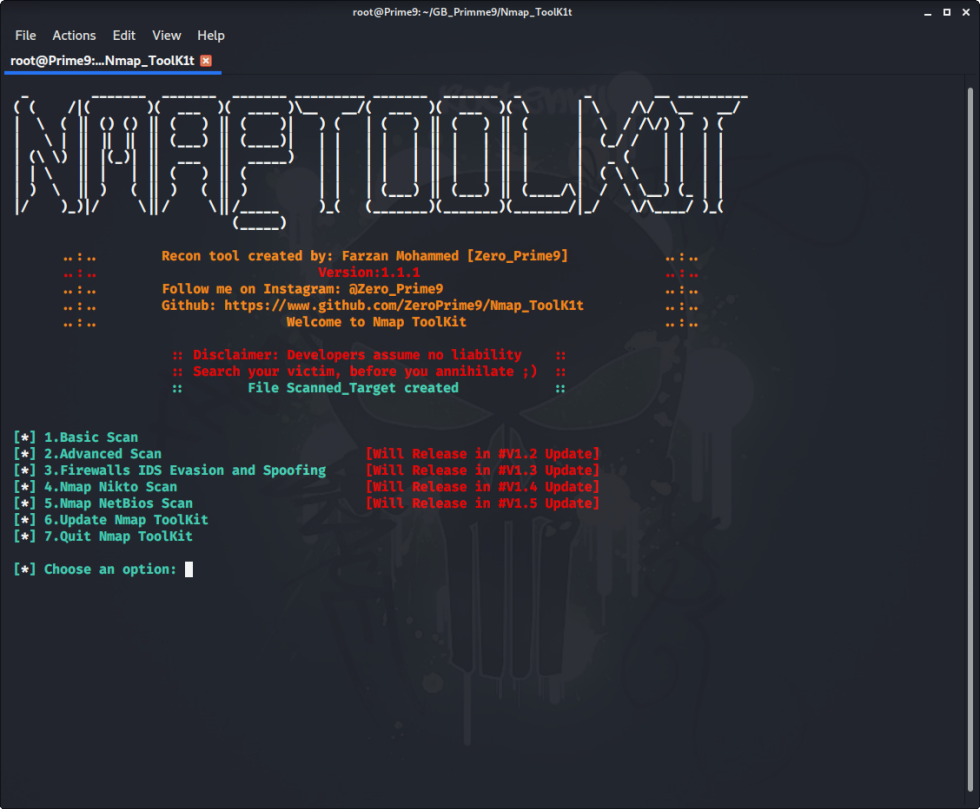 root@Prime9: ~/GB_Primme9/Nmap_ToolK1t
File Actions Edit View Help
root@Prime9:...Nmap_ToolK1t
NMAP TOOL KIT
..:.. Recon tool created by: Farzan Mohammed [Zero_Prime9] ..:..
..:.. Version:1.1.1 ..:..
..:.. Follow me on Instagram: @Zero_Prime9 ..:..
..:.. Github: https://www.github.com/ZeroPrime9/Nmap_ToolK1t ..:..
..:.. Welcome to Nmap ToolKit ..:..
:: Disclaimer: Developers assume no liability ::
:: Search your victim, before you annihilate ;) ::
:: File Scanned_Target created ::
[*] 1.Basic Scan
[*] 2.Advanced Scan [Will Release in #V1.2 Update]
[*] 3.Firewalls IDS Evasion and Spoofing [Will Release in #V1.3 Update]
[*] 4.Nmap Nikto Scan [Will Release in #V1.4 Update]
[*] 5.Nmap NetBios Scan [Will Release in #V1.5 Update]
[*] 6.Update Nmap ToolKit
[*] 7.Quit Nmap ToolKit
[*] Choose an option: